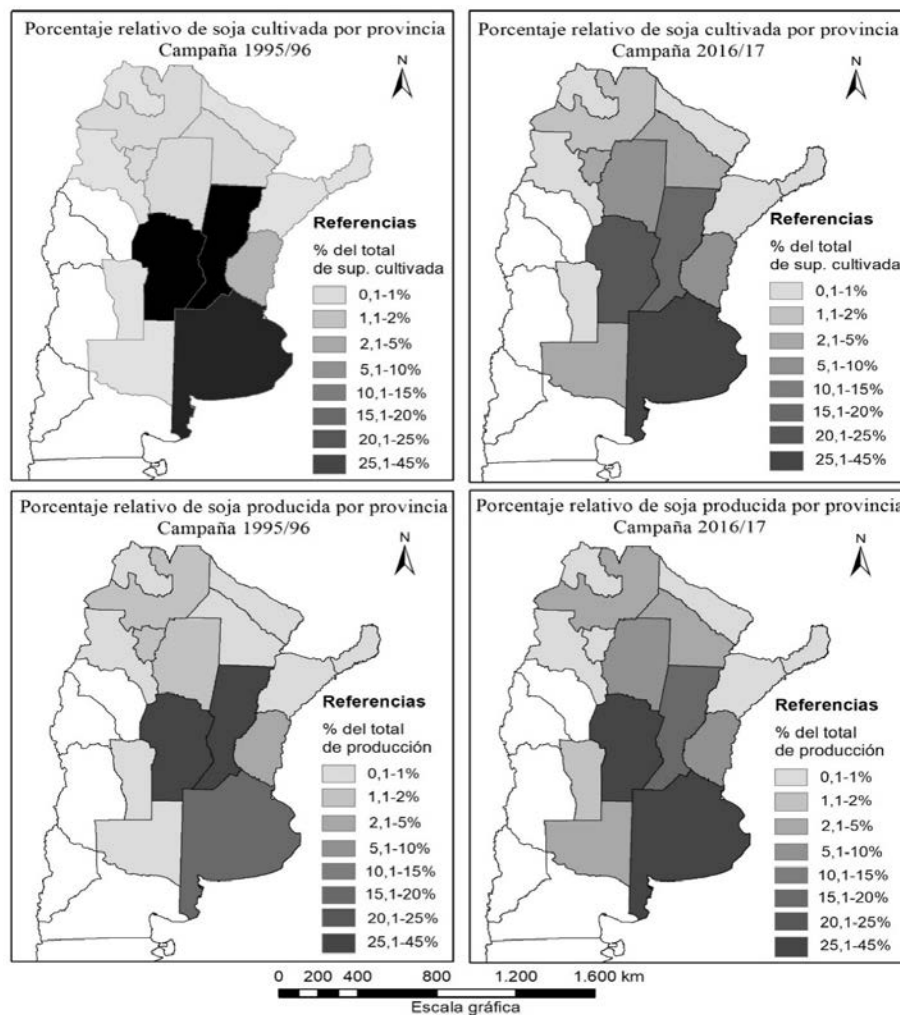 Porcentaje relativo de soja cultivada por provincia
Campaña 1995/96
N
Referencias
% del total
de sup. cultivada
0,1-1%
1,1-2%
2,1-5%
5,1-10%
10,1-15%
15,1-20%
20,1-25%
25,1-45%
Porcentaje relativo de soja cultivada por provincia
Campaña 2016/17
N
Referencias
% del total
de sup. cultivada
0,1-1%
1,1-2%
2,1-5%
5,1-10%
10,1-15%
15,1-20%
20,1-25%
25,1-45%
Porcentaje relativo de soja producida por provincia
Campaña 1995/96
N
Referencias
% del total
de producción
0,1-1%
1,1-2%
2,1-5%
5,1-10%
10,1-15%
15,1-20%
20,1-25%
25,1-45%
Porcentaje relativo de soja producida por provincia
Campaña 2016/17
N
Referencias
% del total
de producción
0,1-1%
1,1-2%
2,1-5%
5,1-10%
10,1-15%
15,1-20%
20,1-25%
25,1-45%
0 200 400 800 1.200 1.600 km
Escala gráfica